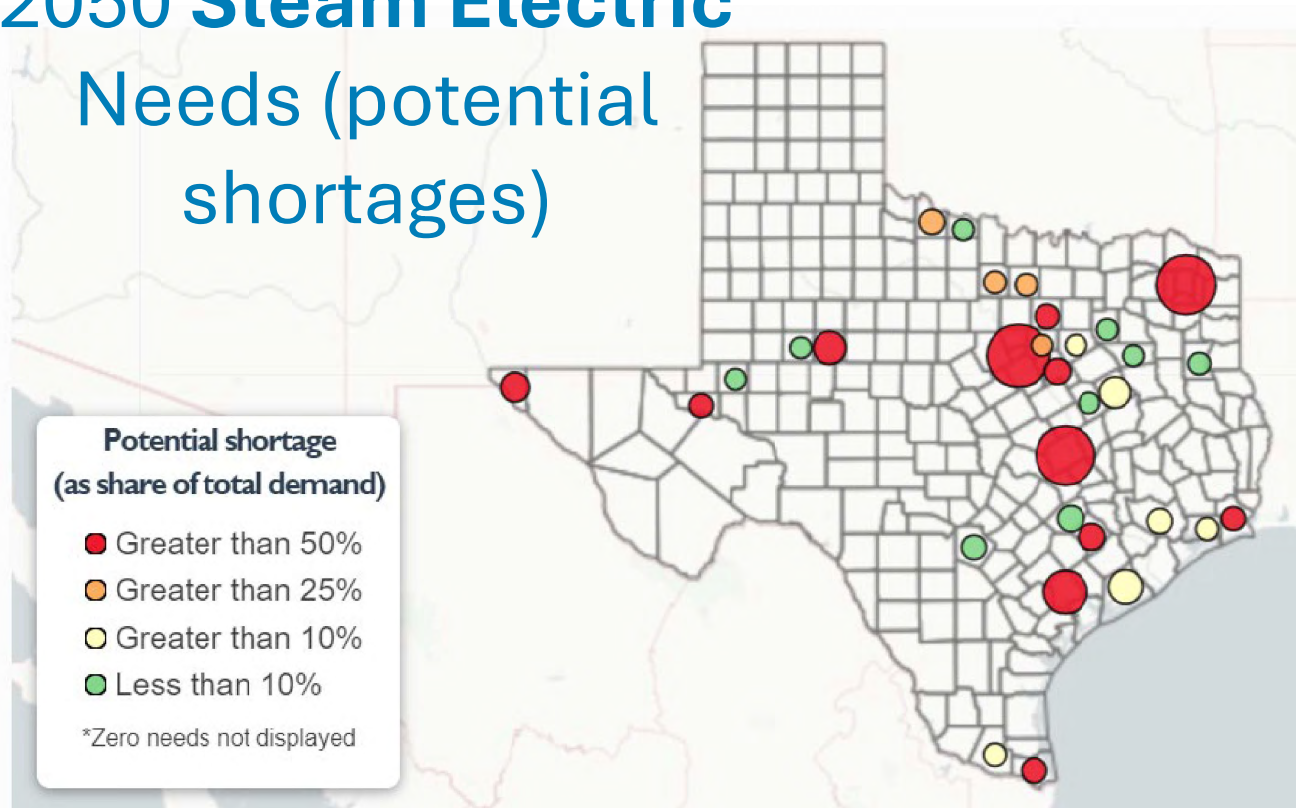 2050 Steam Electric
Needs (potential
shortages)
Potential shortage
(as share of total demand)
Greater than 50%
Greater than 25%
Greater than 10%
Less than 10%
*Zero needs not displayed